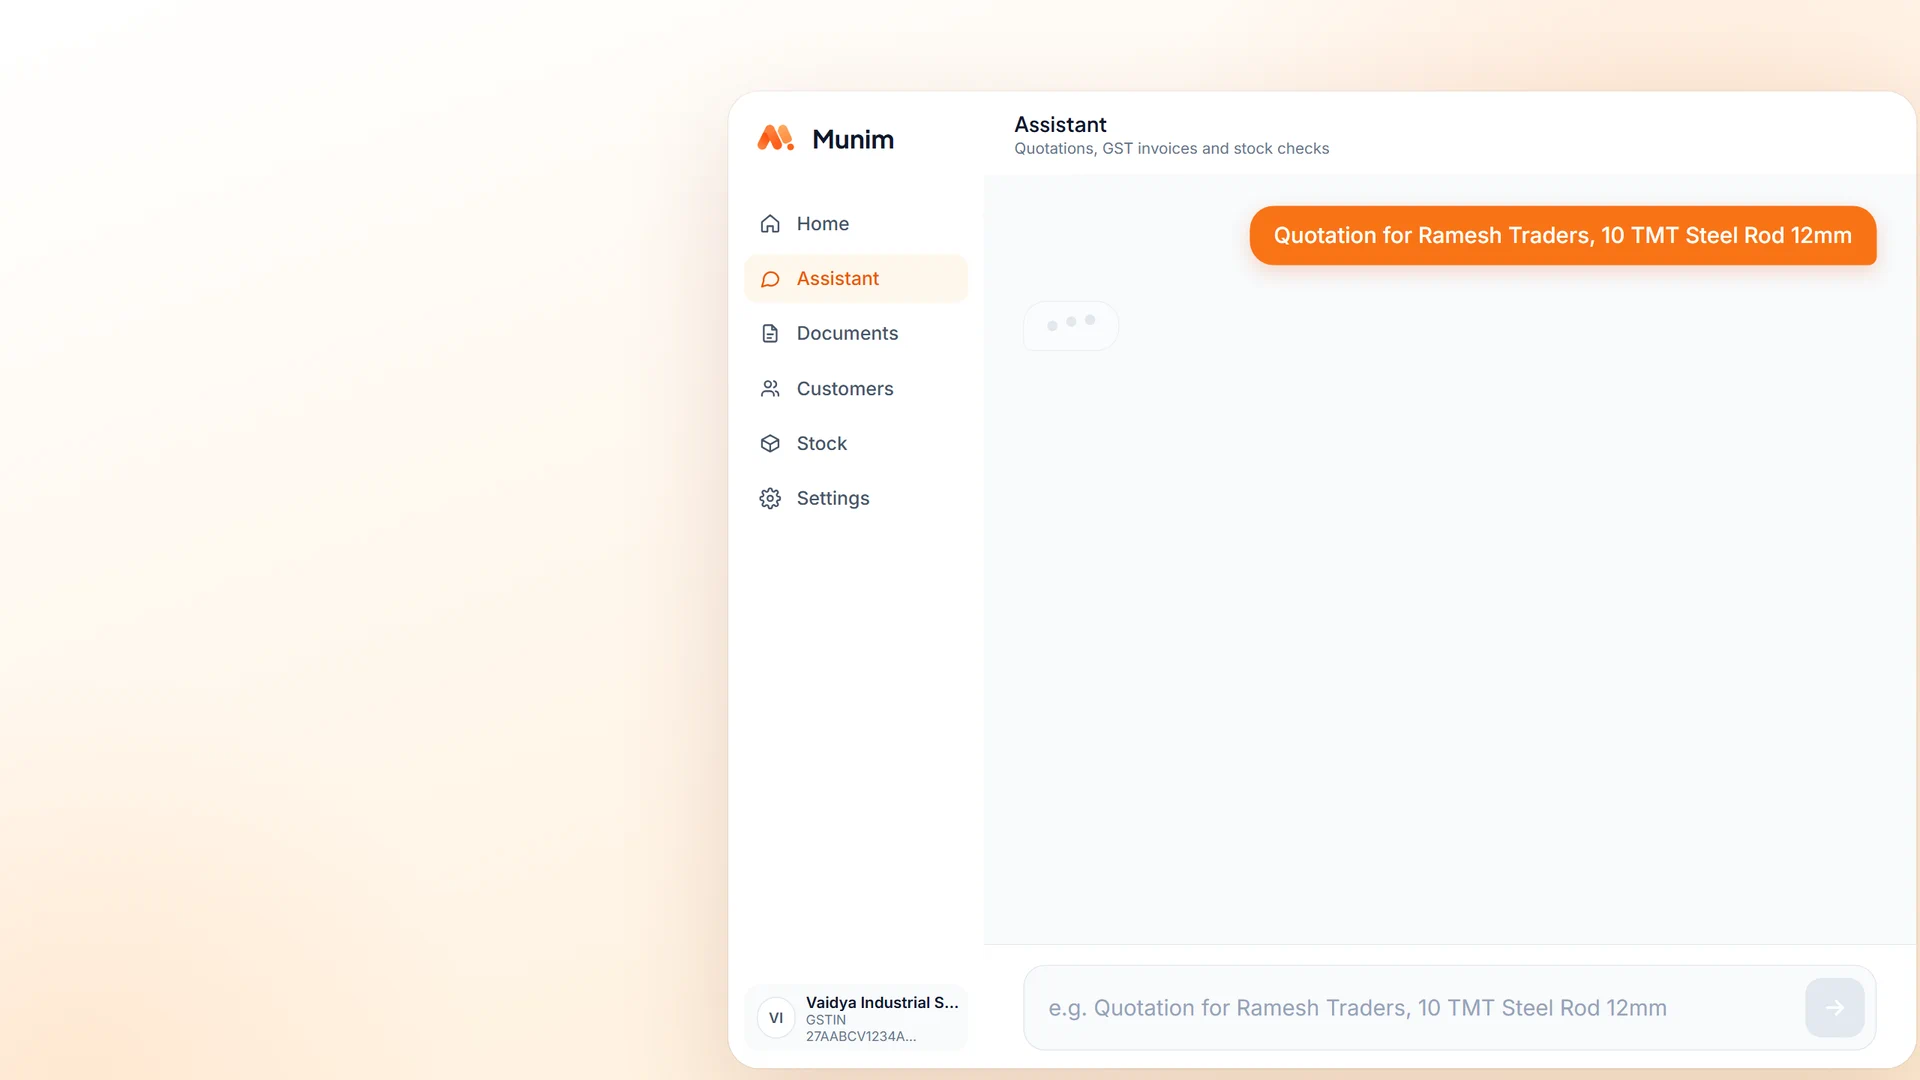 Munim
Home
Assistant
Documents
Customers
Stock
Settings
VI
Vaidya Industrial S...
GSTIN
27AABCV1234A...
Assistant
Quotations, GST invoices and stock checks
Quotation for Ramesh Traders, 10 TMT Steel Rod 12mm
e.g. Quotation for Ramesh Traders, 10 TMT Steel Rod 12mm